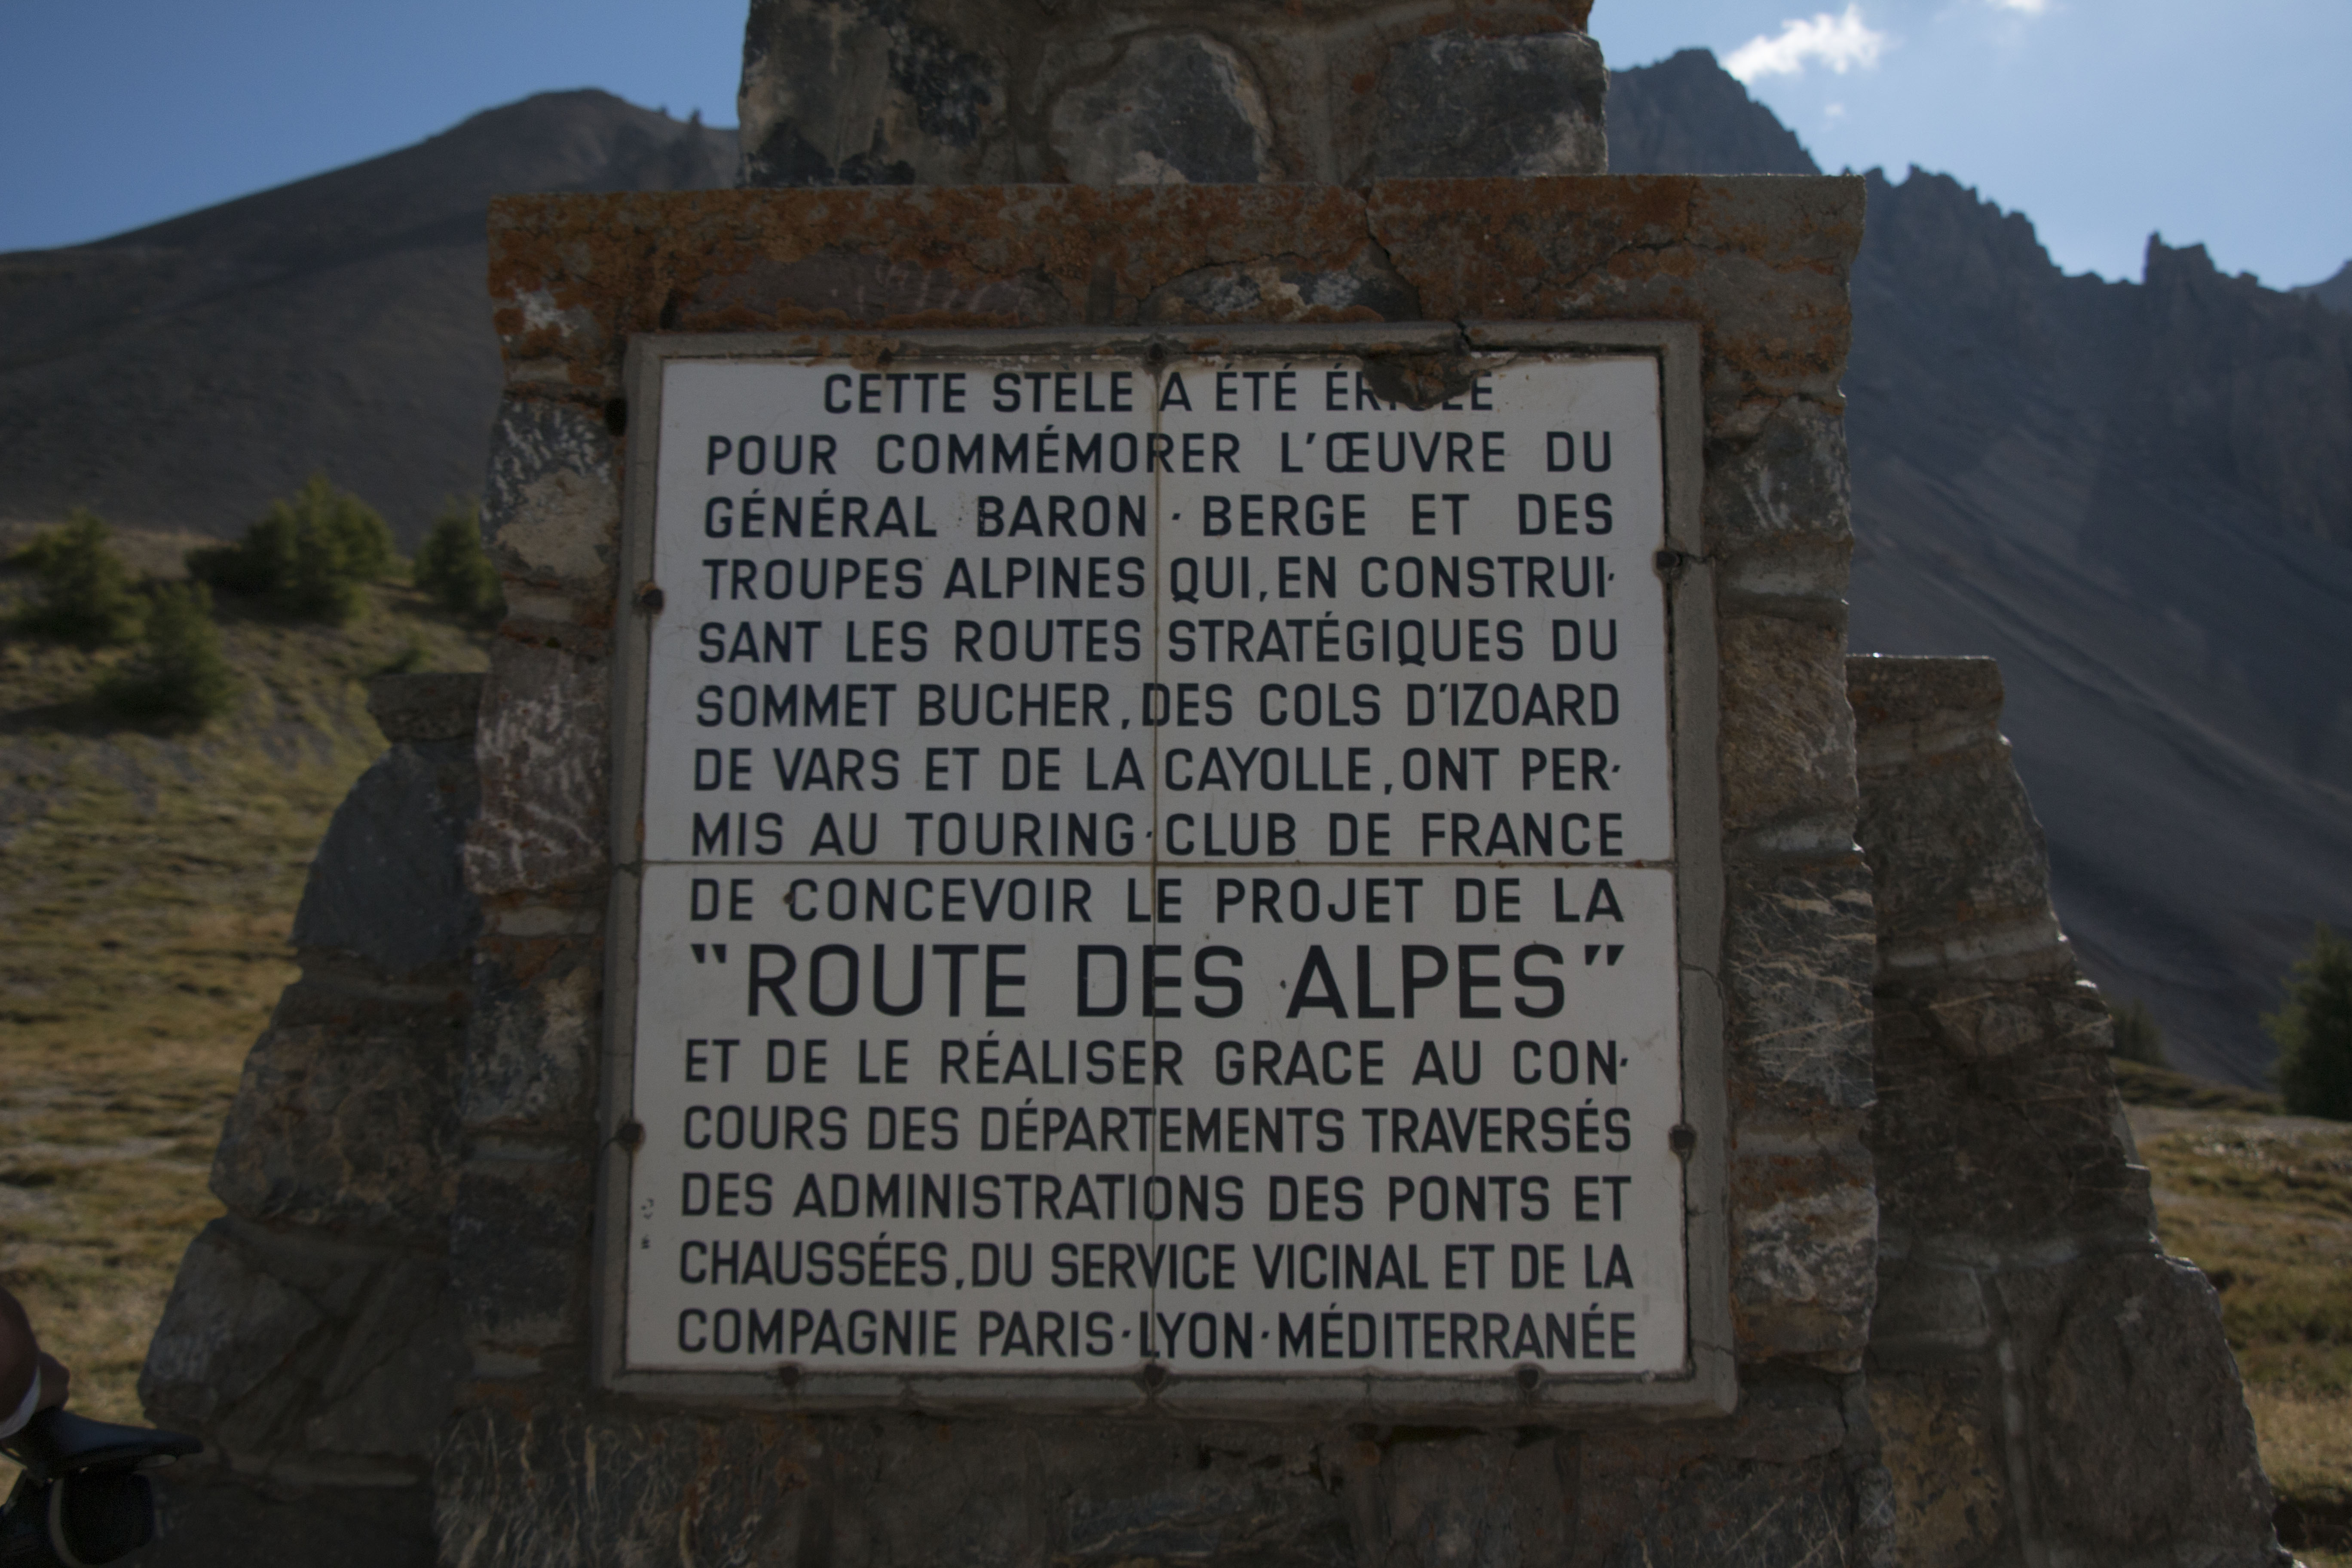 CETTE STELE A ÉTÉ ÉRIGÉE
POUR COMMÉMORER L'ŒUVRE DU
GÉNÉRAL BARON · BERGE ET DES
TROUPES ALPINES QUI, EN CONSTRUI-
SANT LES ROUTES STRATÉGIQUES DU
SOMMET BUCHER, DES COLS D'IZOARD
DE VARS ET DE LA CAYOLLE, ONT PER-
MIS AU TOURING-CLUB DE FRANCE
DE CONCEVOIR LE PROJET DE LA
"ROUTE DES ALPES"
ET DE LE RÉALISER GRACE AU CON-
COURS DES DÉPARTEMENTS TRAVERSÉS
DES ADMINISTRATIONS DES PONTS ET
CHAUSSÉES, DU SERVICE VICINAL ET DE LA
COMPAGNIE PARIS-LYON-MÉDITERRANÉE